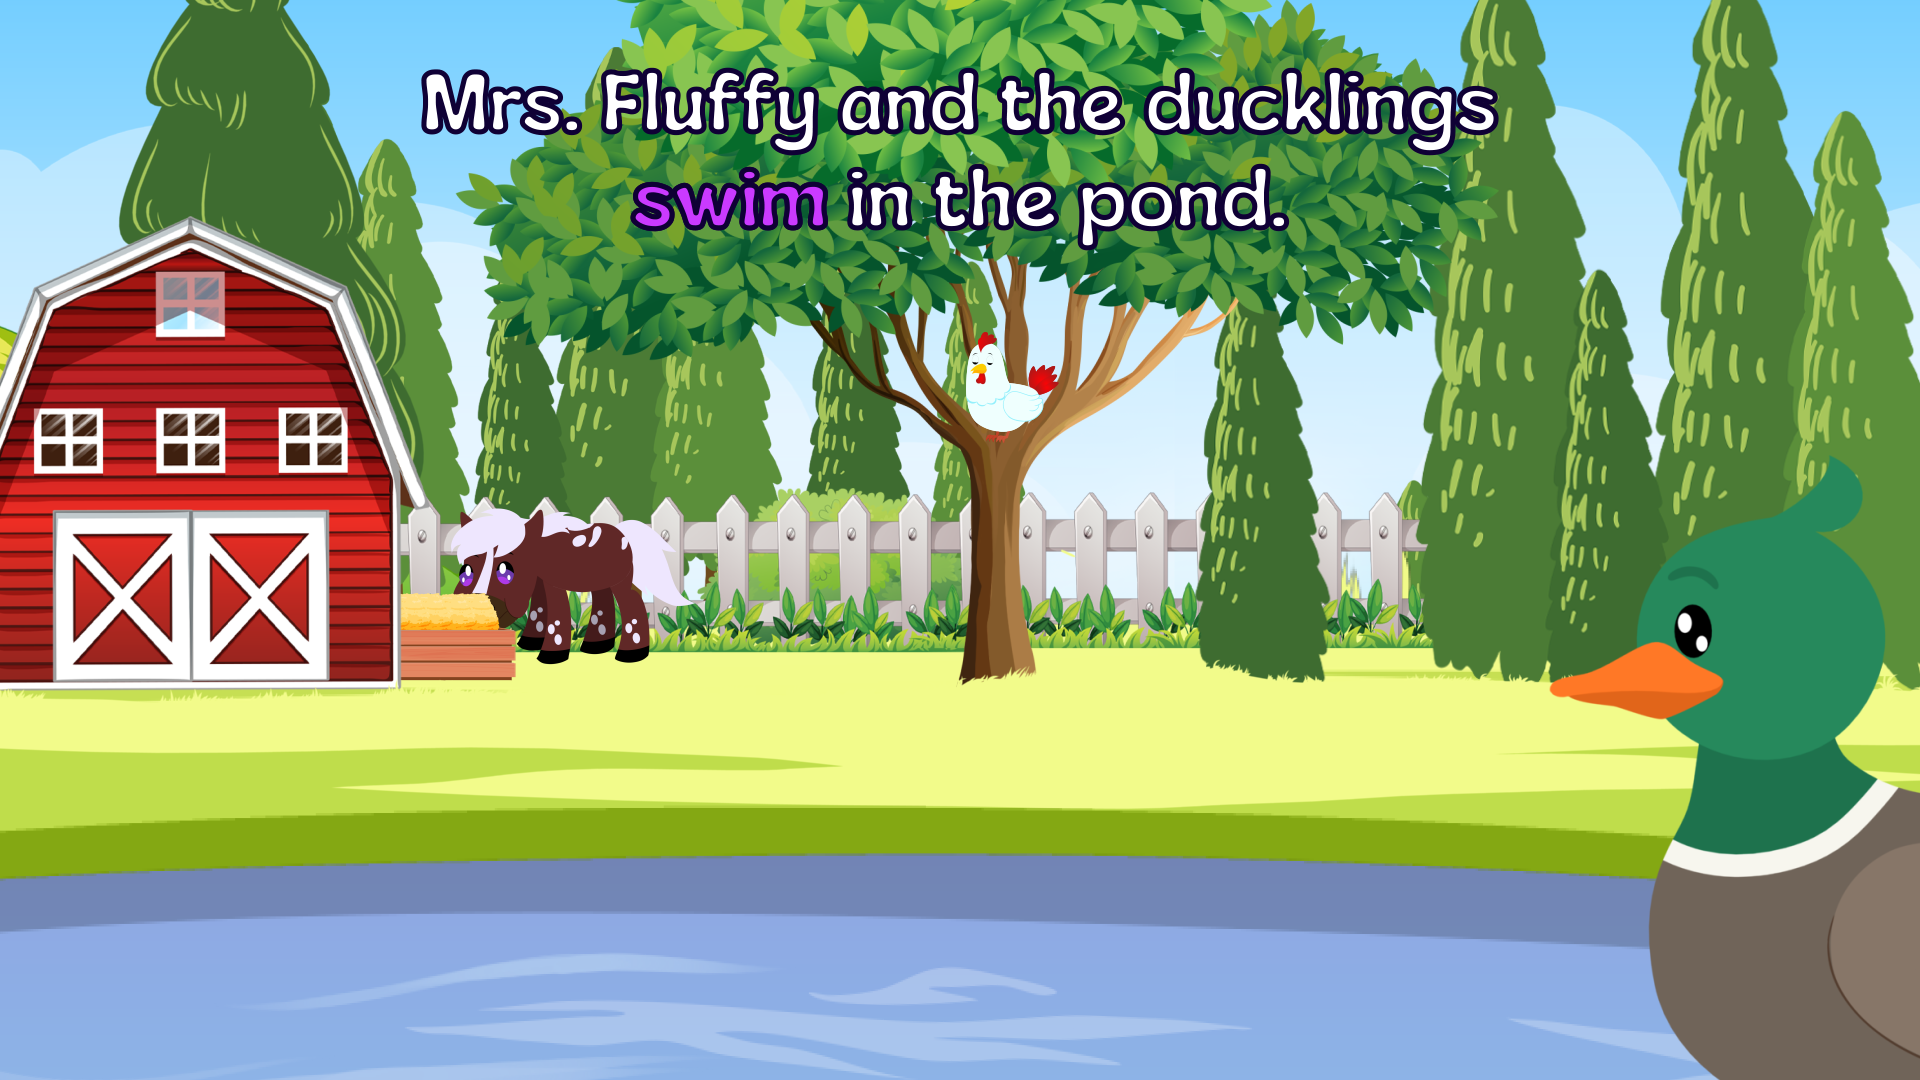 Mrs. Fluffy and the ducklings
swim in the pond.